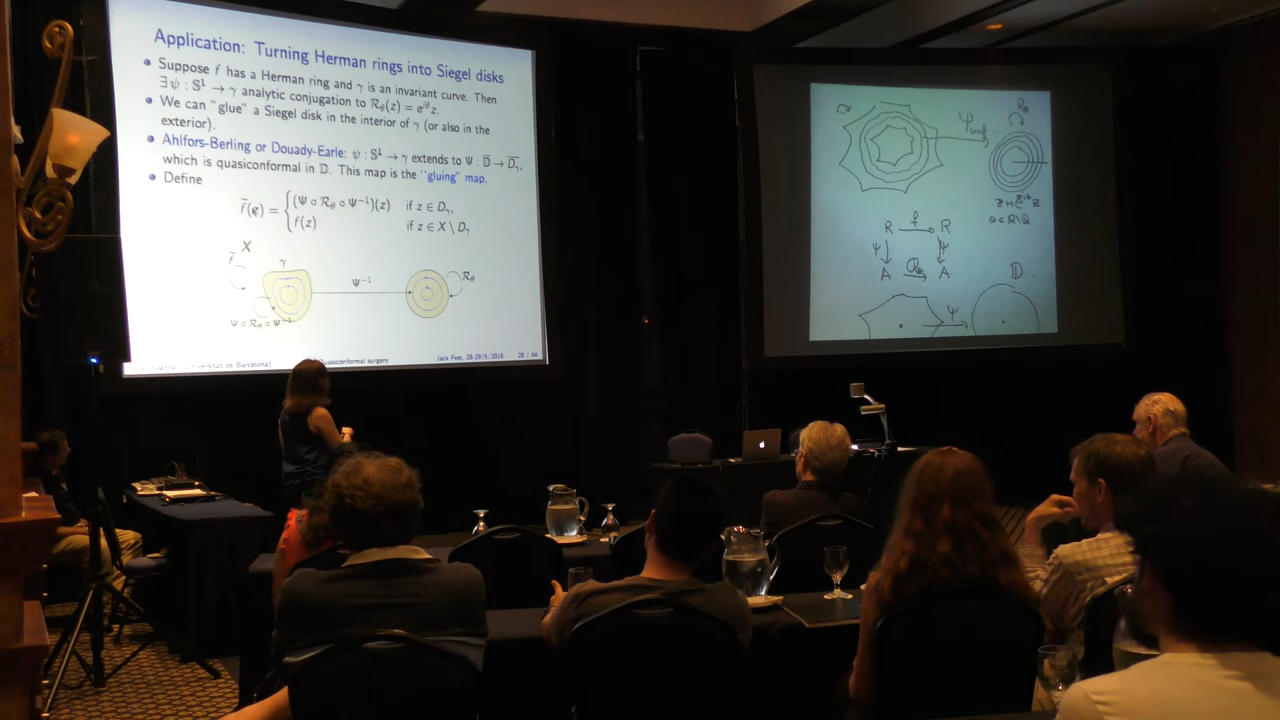 Application: Turning Herman rings into Siegel disks
Suppose f has a Herman ring and γ is an invariant curve. Then
∃ψ : 𝕊¹ → γ analytic conjugation to R_θ(z) = e^{iθ}z.
We can "glue" a Siegel disk in the interior of γ (or also in the
exterior).
Ahlfors-Berling or Douady-Earle: ψ : 𝕊¹ → γ extends to Ψ : D̅ → D̅_γ,
which is quasiconformal in 𝔻. This map is the "gluing" map.
Define
f̃(z) = { (Ψ ∘ R_θ ∘ Ψ⁻¹)(z) if z ∈ D_γ,
f(z) if z ∈ X \ D_γ
X
f̃
γ
Ψ⁻¹
R_θ
Ψ ∘ R_θ ∘ Ψ⁻¹
(Universitat de Barcelona)
Quasiconformal surgery
Jack Fest, 28-29/5/2016
28 / 64
R_θ
φ conf
z ↦ e^{iθ} z
θ ∈ ℝ\ℚ
R f R
ψ ψ
A R_θ A
𝔻
ψ